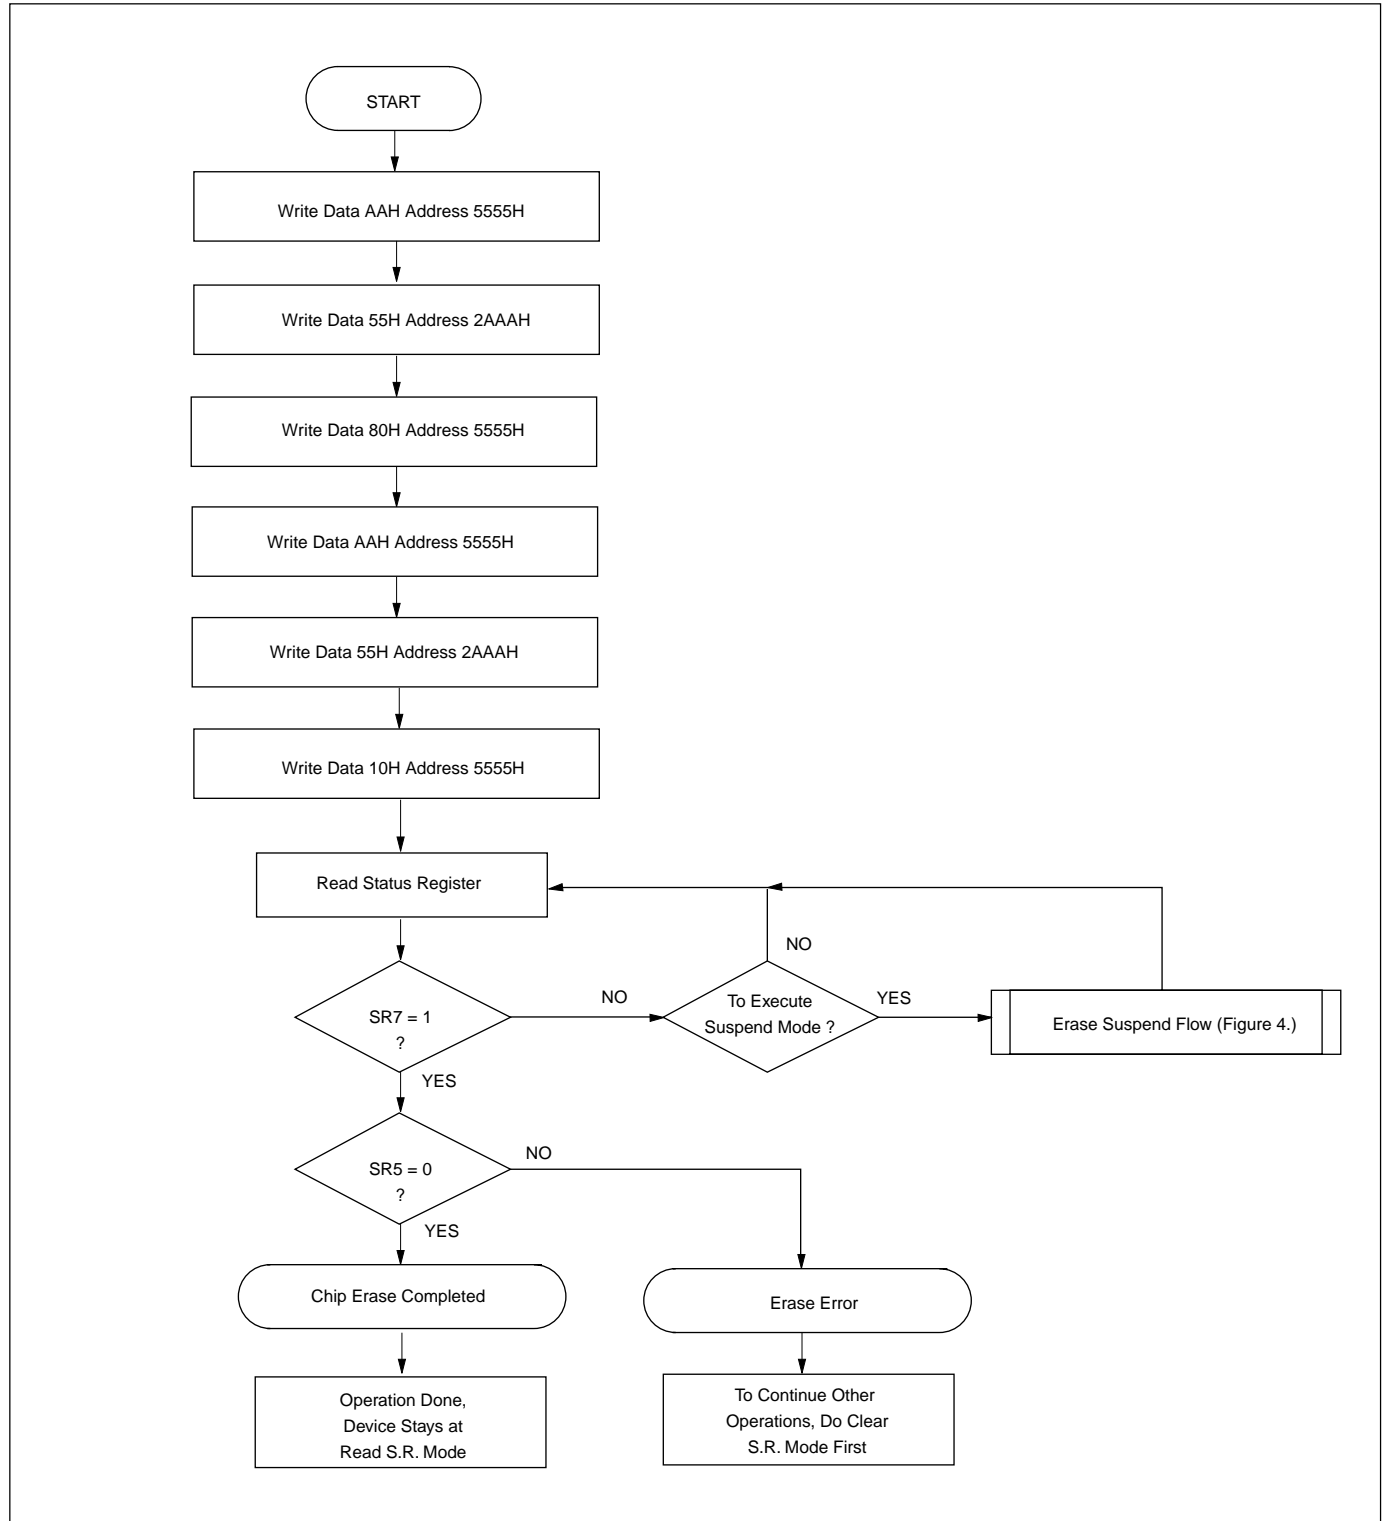 START
Write Data AAH Address 5555H
Write Data 55H Address 2AAAH
Write Data 80H Address 5555H
Write Data AAH Address 5555H
Write Data 55H Address 2AAAH
Write Data 10H Address 5555H
Read Status Register
NO
SR7 = 1
?
NO
To Execute
Suspend Mode ?
YES
Erase Suspend Flow (Figure 4.)
YES
SR5 = 0
?
NO
YES
Chip Erase Completed
Erase Error
Operation Done,
Device Stays at
Read S.R. Mode
To Continue Other
Operations, Do Clear
S.R. Mode First